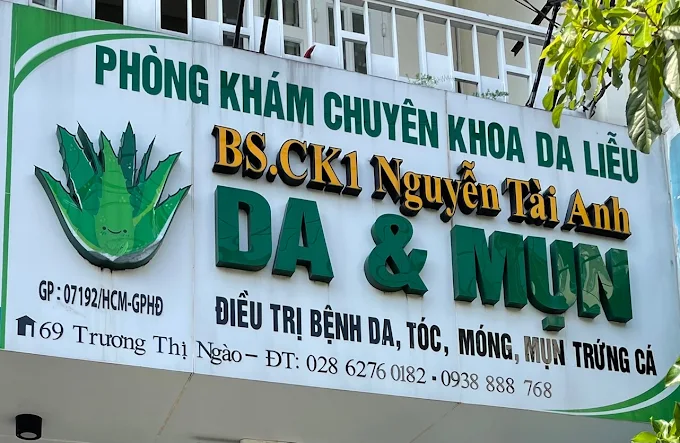 PHÒNG KHÁM CHUYÊN KHOA DA LIỄU
BS.CK1 Nguyễn Tài Anh
DA & MỤN
GP : 07192/HCM-GPHĐ
ĐIỀU TRỊ BỆNH DA, TÓC, MÓNG, MỤN TRỨNG CÁ
69 Trương Thị Ngào – ĐT: 028 6276 0182 - 0938 888 768